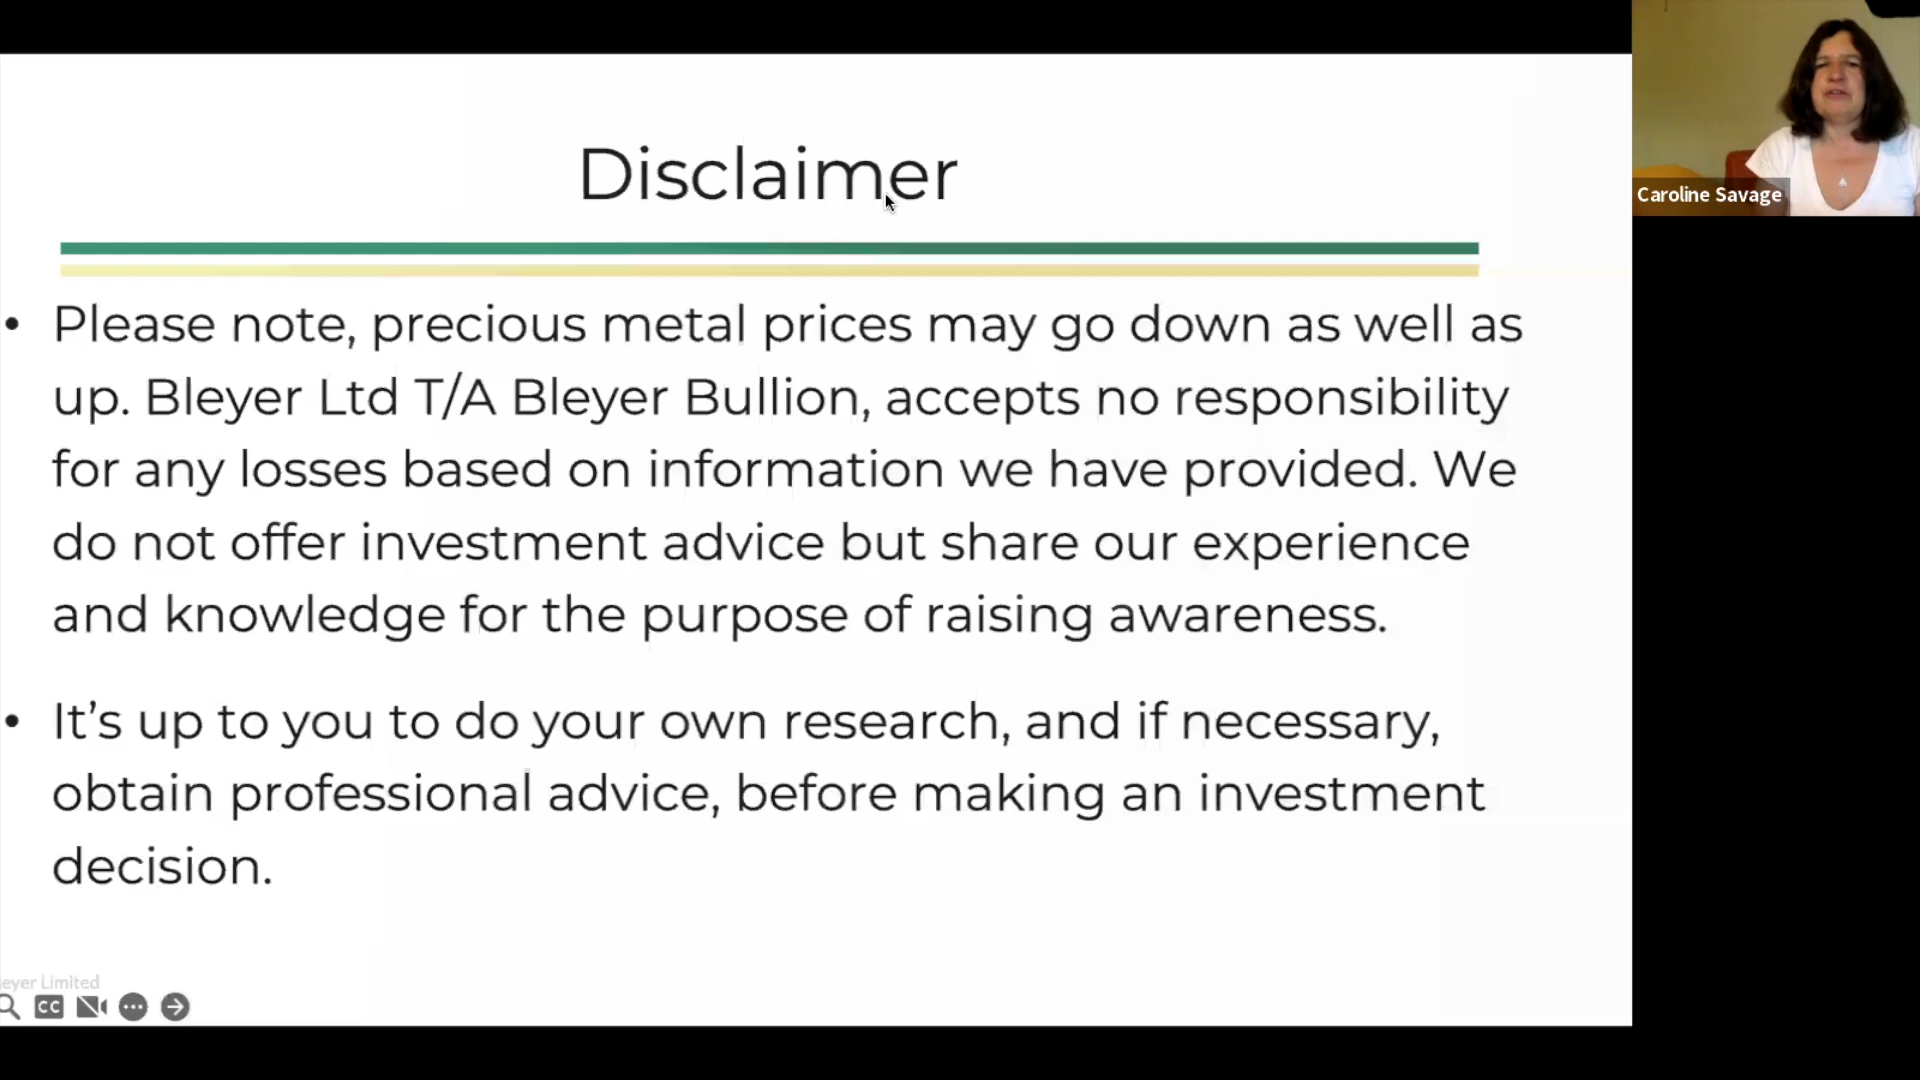 Disclaimer
• Please note, precious metal prices may go down as well as
up. Bleyer Ltd T/A Bleyer Bullion, accepts no responsibility
for any losses based on information we have provided. We
do not offer investment advice but share our experience
and knowledge for the purpose of raising awareness.
• It’s up to you to do your own research, and if necessary,
obtain professional advice, before making an investment
decision.
Caroline Savage
eyer Limited
CC